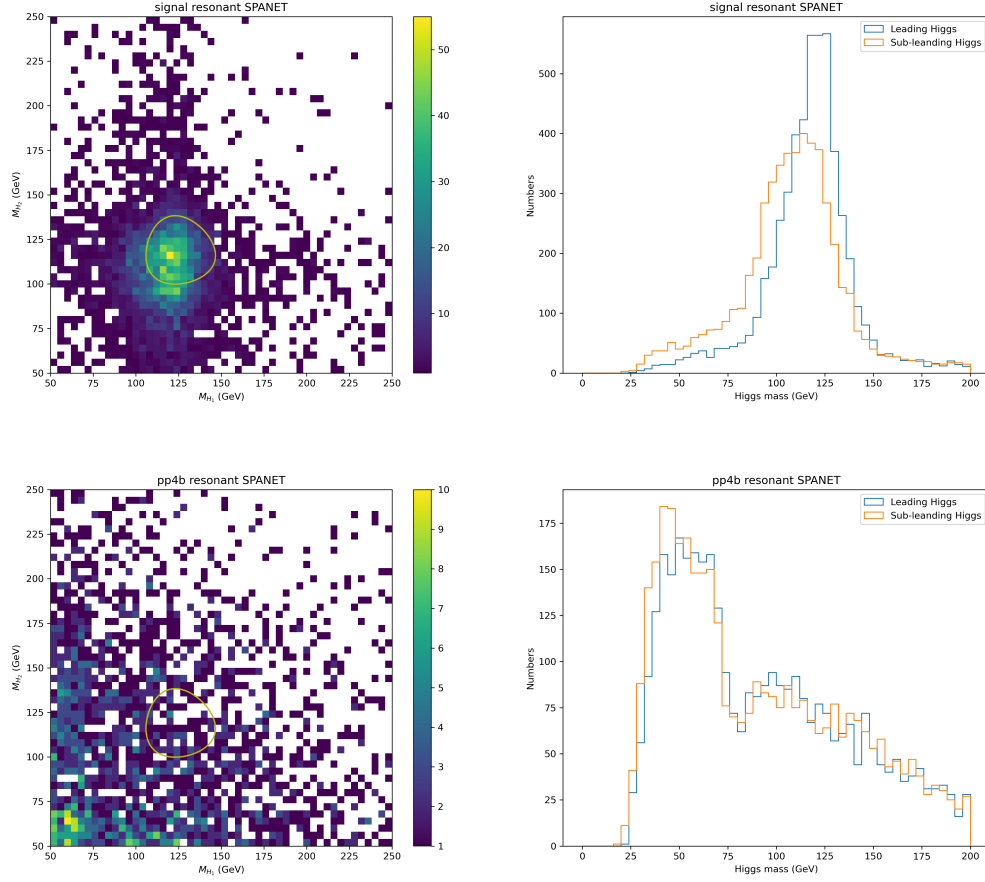 signal resonant SPANET
250
225
200
175
150
125
100
75
50
M_{H_2} (GeV)
50 75 100 125 150 175 200 225 250
M_{H_1} (GeV)
50
40
30
20
10
signal resonant SPANET
Leading Higgs
Sub-leanding Higgs
500
400
300
200
100
0
Numbers
0 25 50 75 100 125 150 175 200
Higgs mass (GeV)
pp4b resonant SPANET
250
225
200
175
150
125
100
75
50
M_{H_2} (GeV)
50 75 100 125 150 175 200 225 250
M_{H_1} (GeV)
10
9
8
7
6
5
4
3
2
1
pp4b resonant SPANET
Leading Higgs
Sub-leanding Higgs
175
150
125
100
75
50
25
0
Numbers
0 25 50 75 100 125 150 175 200
Higgs mass (GeV)